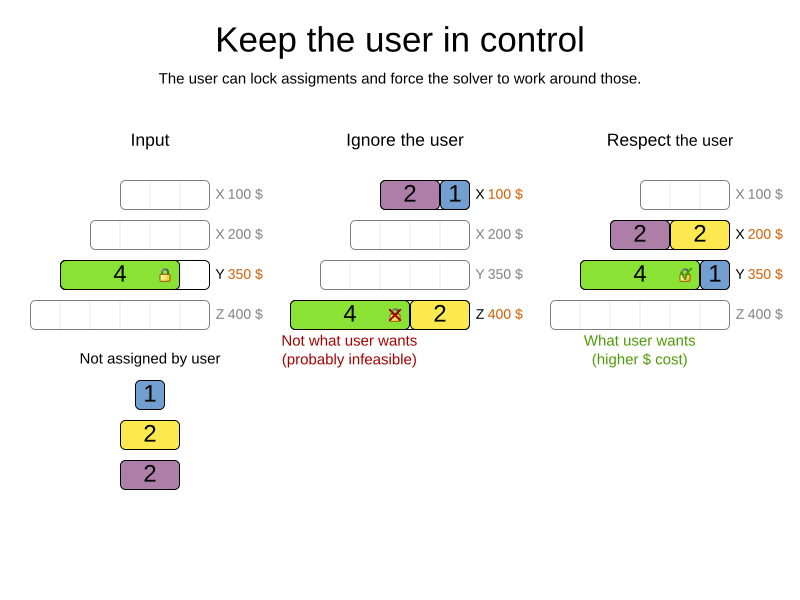 Keep the user in control
The user can lock assigments and force the solver to work around those.
Input
X 100 $
X 200 $
4 Y 350 $
Z 400 $
Not assigned by user
1
2
2
Ignore the user
2 1 X 100 $
X 200 $
Y 350 $
4 2 Z 400 $
Not what user wants
(probably infeasible)
Respect the user
X 100 $
2 2 X 200 $
4 1 Y 350 $
Z 400 $
What user wants
(higher $ cost)